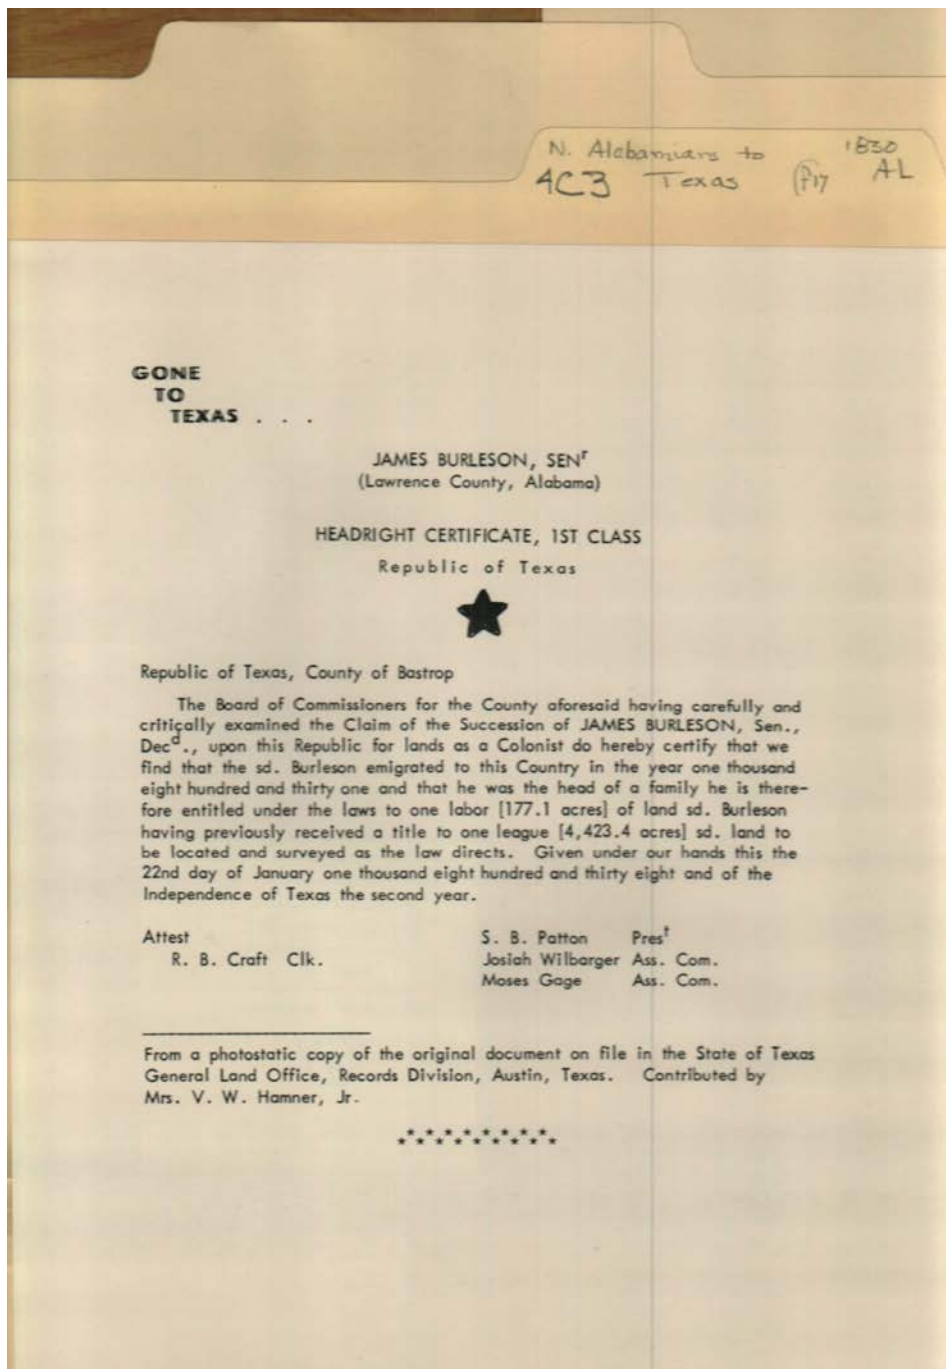 N. Alabamians to 1830
4C3 Texas P17 AL
GONE
TO
TEXAS . . .
JAMES BURLESON, SENʳ
(Lawrence County, Alabama)
HEADRIGHT CERTIFICATE, 1ST CLASS
Republic of Texas
Republic of Texas, County of Bastrop
The Board of Commissioners for the County aforesaid having carefully and
critically examined the Claim of the Succession of JAMES BURLESON, Sen.,
Decᵈ., upon this Republic for lands as a Colonist do hereby certify that we
find that the sd. Burleson emigrated to this Country in the year one thousand
eight hundred and thirty one and that he was the head of a family he is there-
fore entitled under the laws to one labor [177.1 acres] of land sd. Burleson
having previously received a title to one league [4,423.4 acres] sd. land to
be located and surveyed as the law directs. Given under our hands this the
22nd day of January one thousand eight hundred and thirty eight and of the
Independence of Texas the second year.
Attest S. B. Patton Presᵗ
R. B. Craft Clk. Josiah Wilbarger Ass. Com.
Moses Gage Ass. Com.
From a photostatic copy of the original document on file in the State of Texas
General Land Office, Records Division, Austin, Texas. Contributed by
Mrs. V. W. Hamner, Jr.